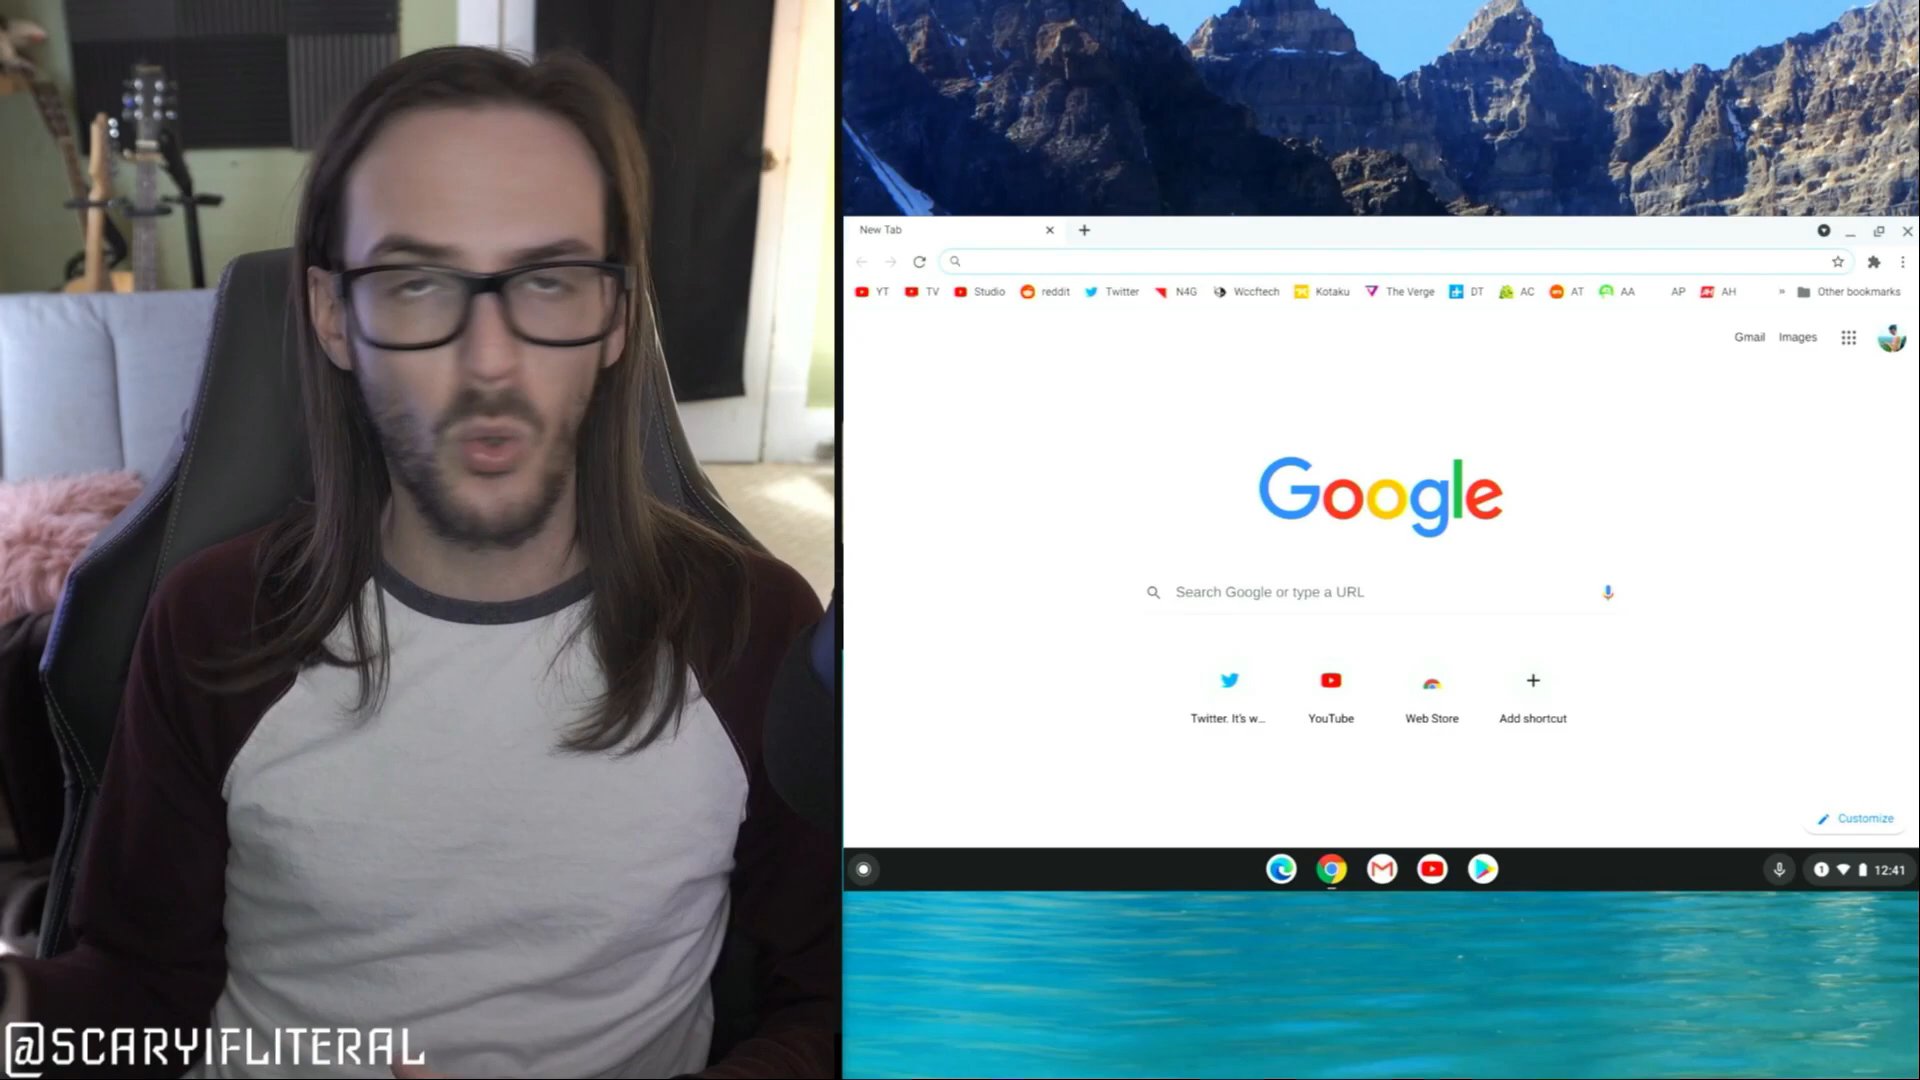 New Tab
YT TV Studio reddit Twitter N4G Wccftech Kotaku The Verge DT AC AT AA AP AH » Other bookmarks
Gmail Images
Google
Search Google or type a URL
Twitter. It's w... YouTube Web Store Add shortcut
Customize
1 12:41
@SCARYIFLITERAL